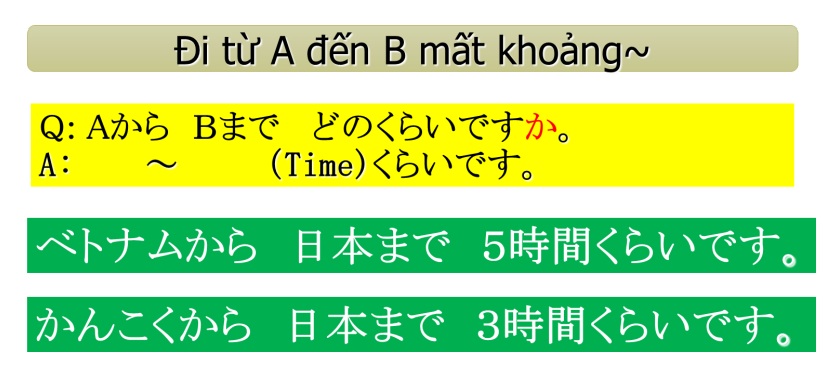 Đi từ A đến B mất khoảng~
Q: Aから Bまで どのくらいですか。
A: ～ (Time)くらいです。
ベトナムから 日本まで 5時間くらいです。
かんこくから 日本まで 3時間くらいです。